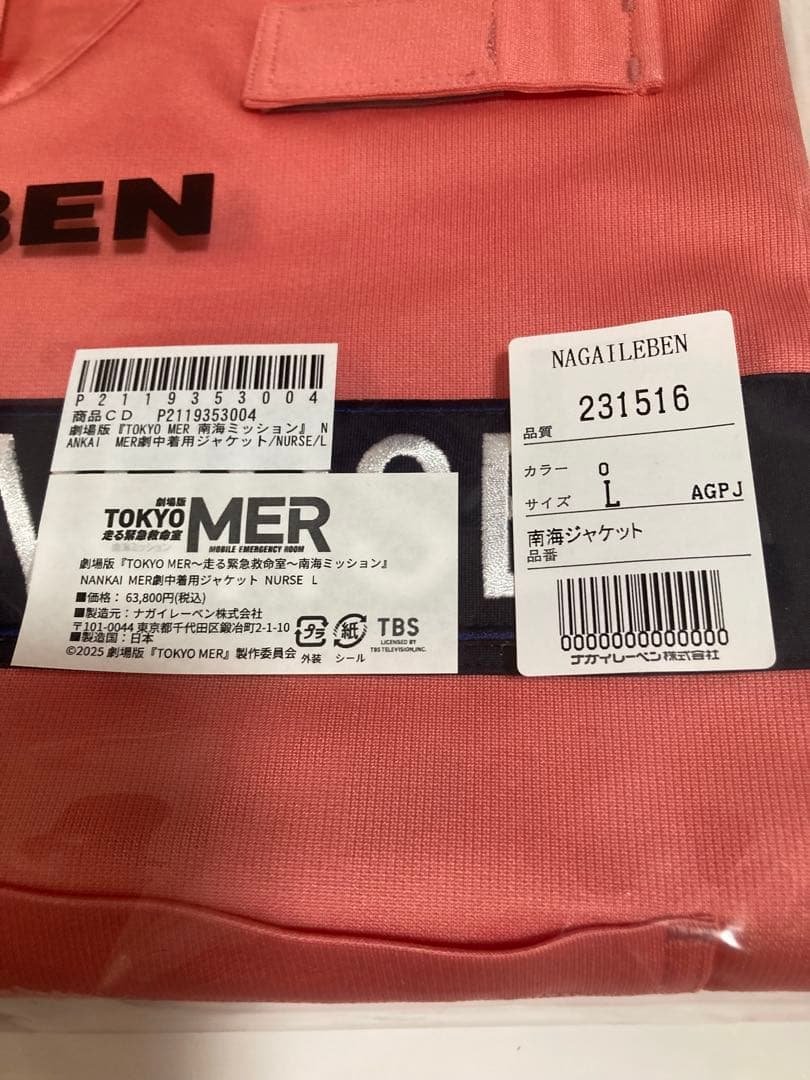 BEN
P2119353004
商品CD P2119353004
劇場版『TOKYO MER 南海ミッション』 N
ANKAI MER劇中着用ジャケット/NURSE/L
劇場版
TOKYO MER
走る緊急救命室
MOBILE EMERGENCY ROOM
南海ミッション
劇場版『TOKYO MER～走る緊急救命室～南海ミッション』
NANKAI MER劇中着用ジャケット NURSE L
■価格: 63,800円(税込)
■製造元:ナガイレーベン株式会社
〒101-0044 東京都千代田区鍛冶町2-1-10
■製造国:日本
©2025 劇場版『TOKYO MER』製作委員会
プラ
外装
紙
シール
TBS
LICENSED BY
TBS TELEVISION,INC.
NAGAILEBEN
品質 231516
カラー 0
サイズ L AGPJ
南海ジャケット
品番
0000000000000
ナガイレーベン株式会社